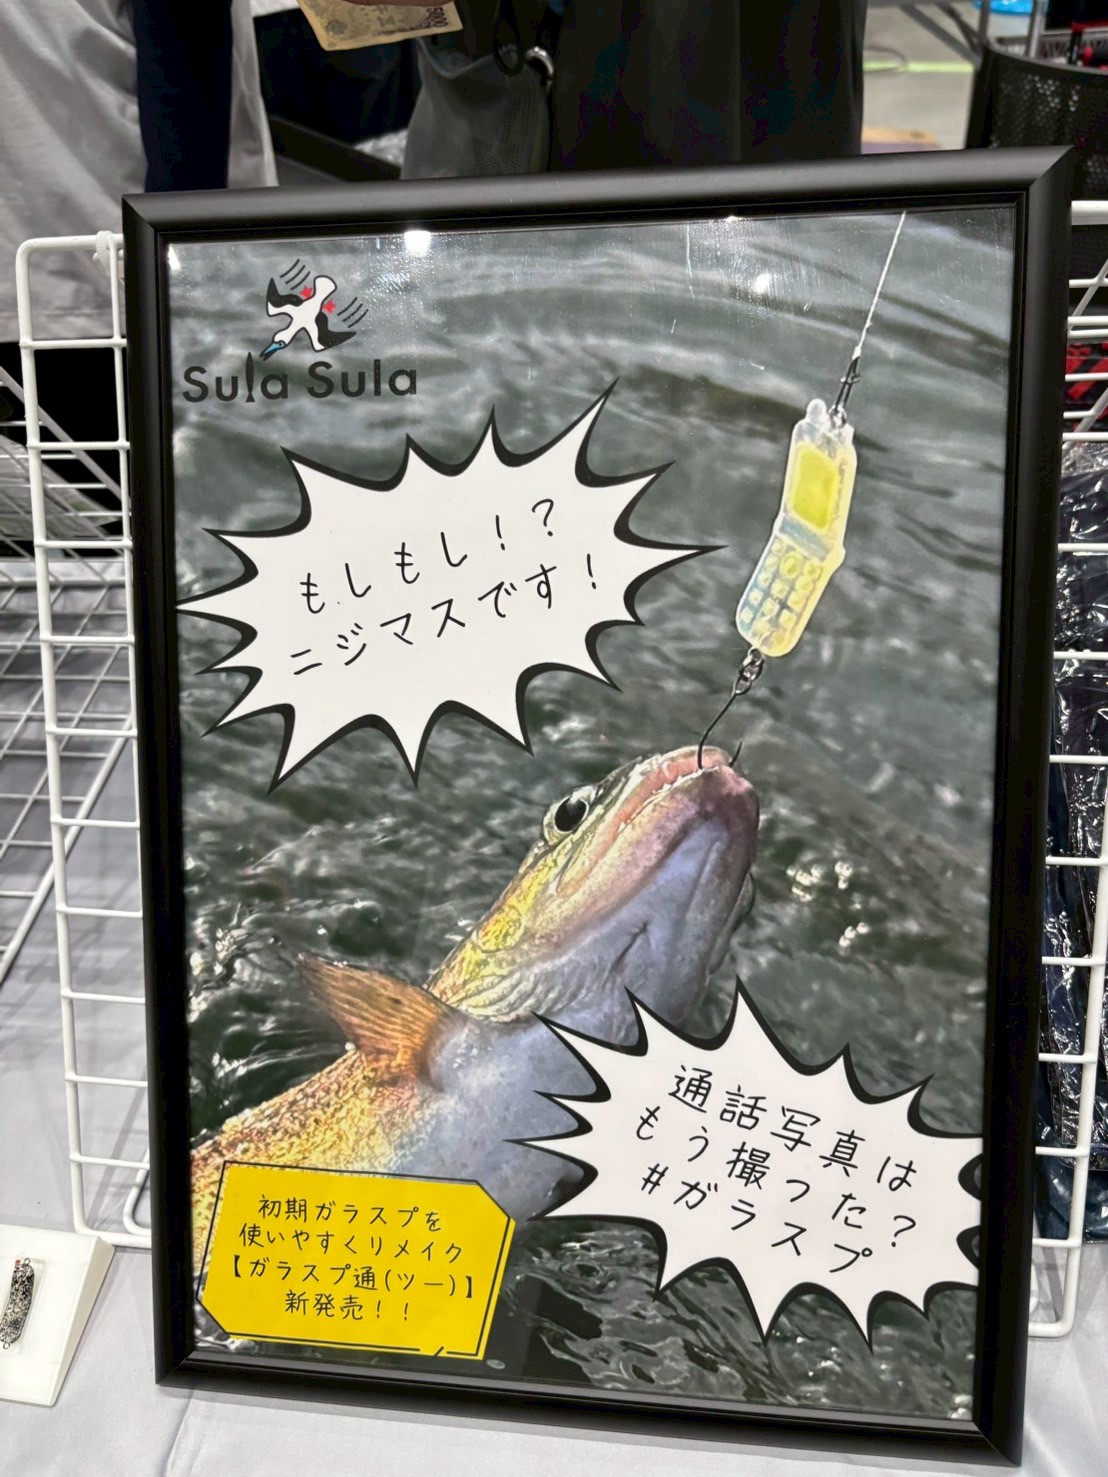 Sula Sula
もしもし!?
ニジマスです!
通話写真は
もう撮った?
#ガラスプ
初期ガラスプを
使いやすくリメイク
【ガラスプ通(ツー)】
新発売!!